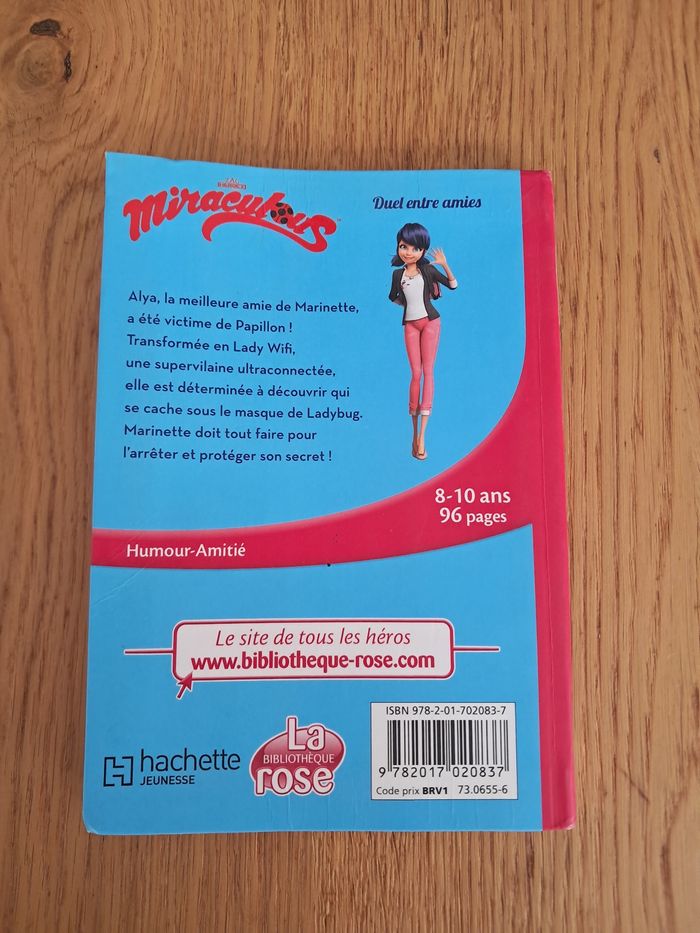 ZAG HEROEZ
Miraculous™
Duel entre amies
Alya, la meilleure amie de Marinette,
a été victime de Papillon !
Transformée en Lady Wifi,
une supervilaine ultraconnectée,
elle est déterminée à découvrir qui
se cache sous le masque de Ladybug.
Marinette doit tout faire pour
l'arrêter et protéger son secret !
8-10 ans
96 pages
Humour-Amitié
Le site de tous les héros
www.bibliotheque-rose.com
hachette
JEUNESSE
La
BIBLIOTHÈQUE
rose
ISBN 978-2-01-702083-7
9 782017 020837
Code prix BRV1 73.0655-6